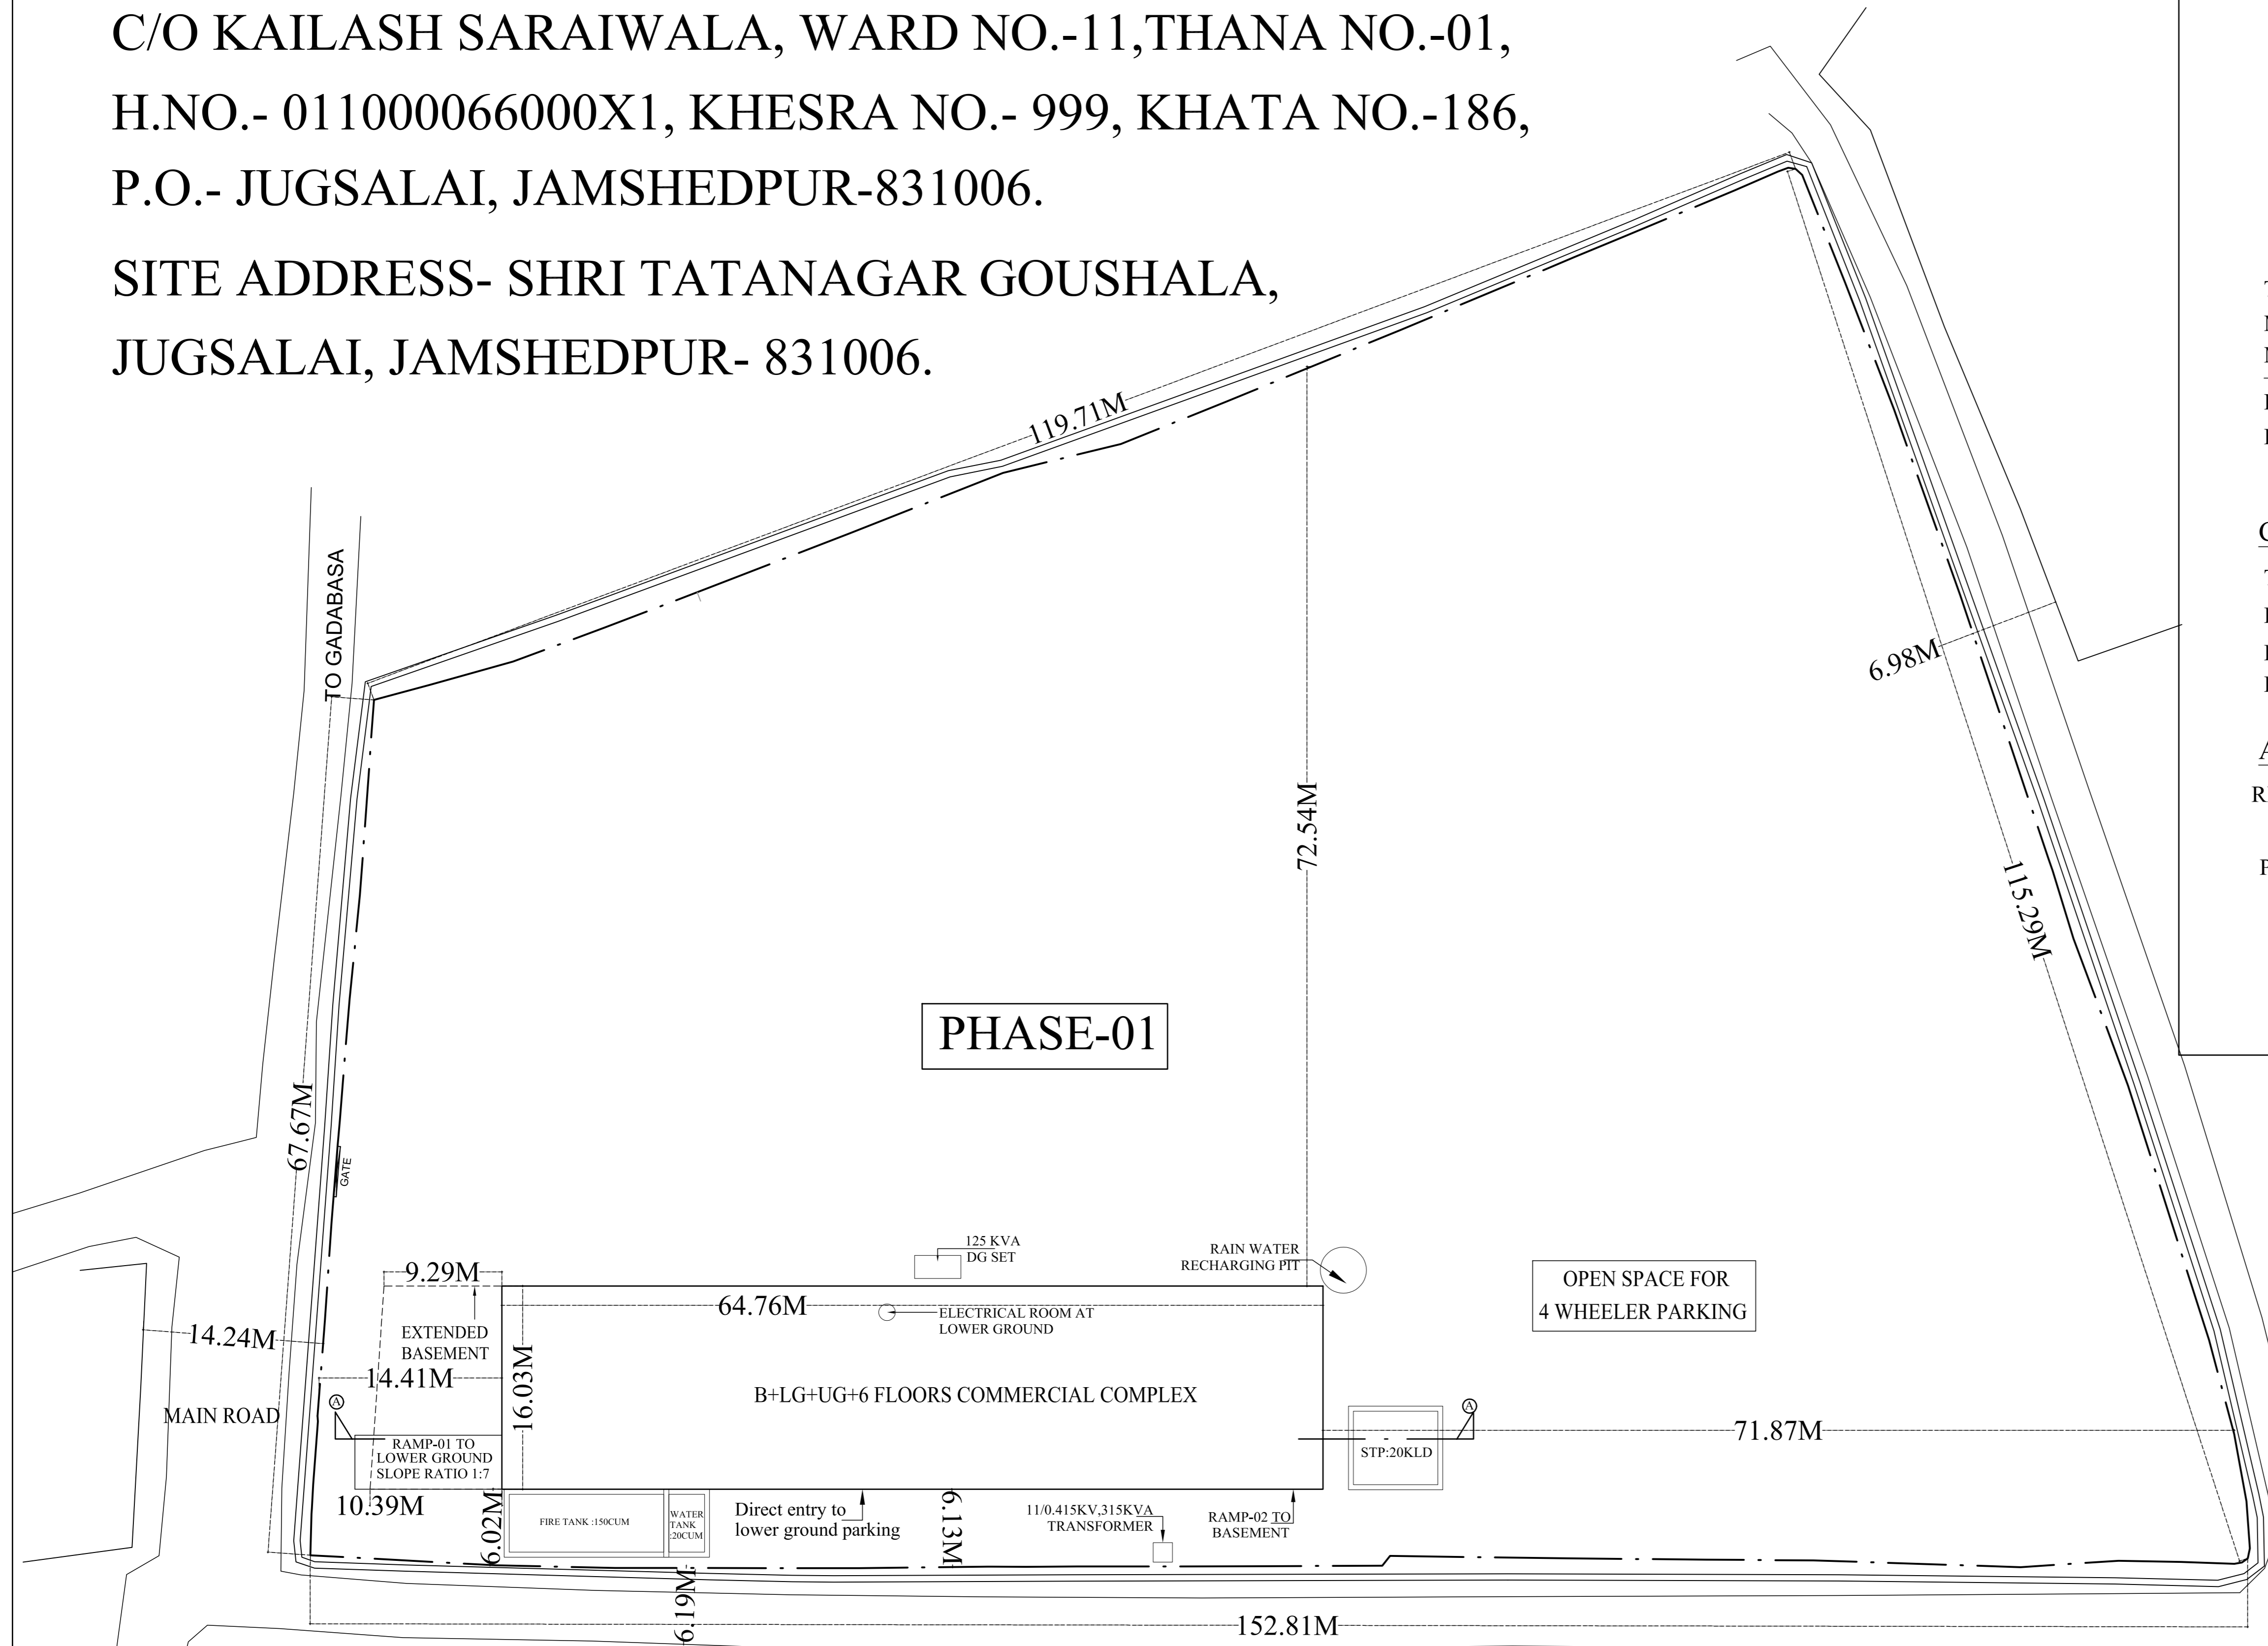 C/O KAILASH SARAIWALA, WARD NO.-11,THANA NO.-01,
H.NO.- 011000066000X1, KHESRA NO.- 999, KHATA NO.-186,
P.O.- JUGSALAI, JAMSHEDPUR-831006.
SITE ADDRESS- SHRI TATANAGAR GOUSHALA,
JUGSALAI, JAMSHEDPUR- 831006.
119.71M
TO GADABASA
6.98M
72.54M
115.29M
PHASE-01
67.67M
GATE
125 KVA
DG SET
RAIN WATER
RECHARGING PIT
9.29M
64.76M
ELECTRICAL ROOM AT
LOWER GROUND
OPEN SPACE FOR
4 WHEELER PARKING
14.24M
EXTENDED
BASEMENT
14.41M
16.03M
B+LG+UG+6 FLOORS COMMERCIAL COMPLEX
A
A
MAIN ROAD
71.87M
RAMP-01 TO
LOWER GROUND
SLOPE RATIO 1:7
STP:20KLD
10.39M
6.02M
FIRE TANK :150CUM
WATER
TANK
:20CUM
Direct entry to
lower ground parking
6.13M
11/0.415KV,315KVA
TRANSFORMER
RAMP-02 TO
BASEMENT
6.19M
152.81M